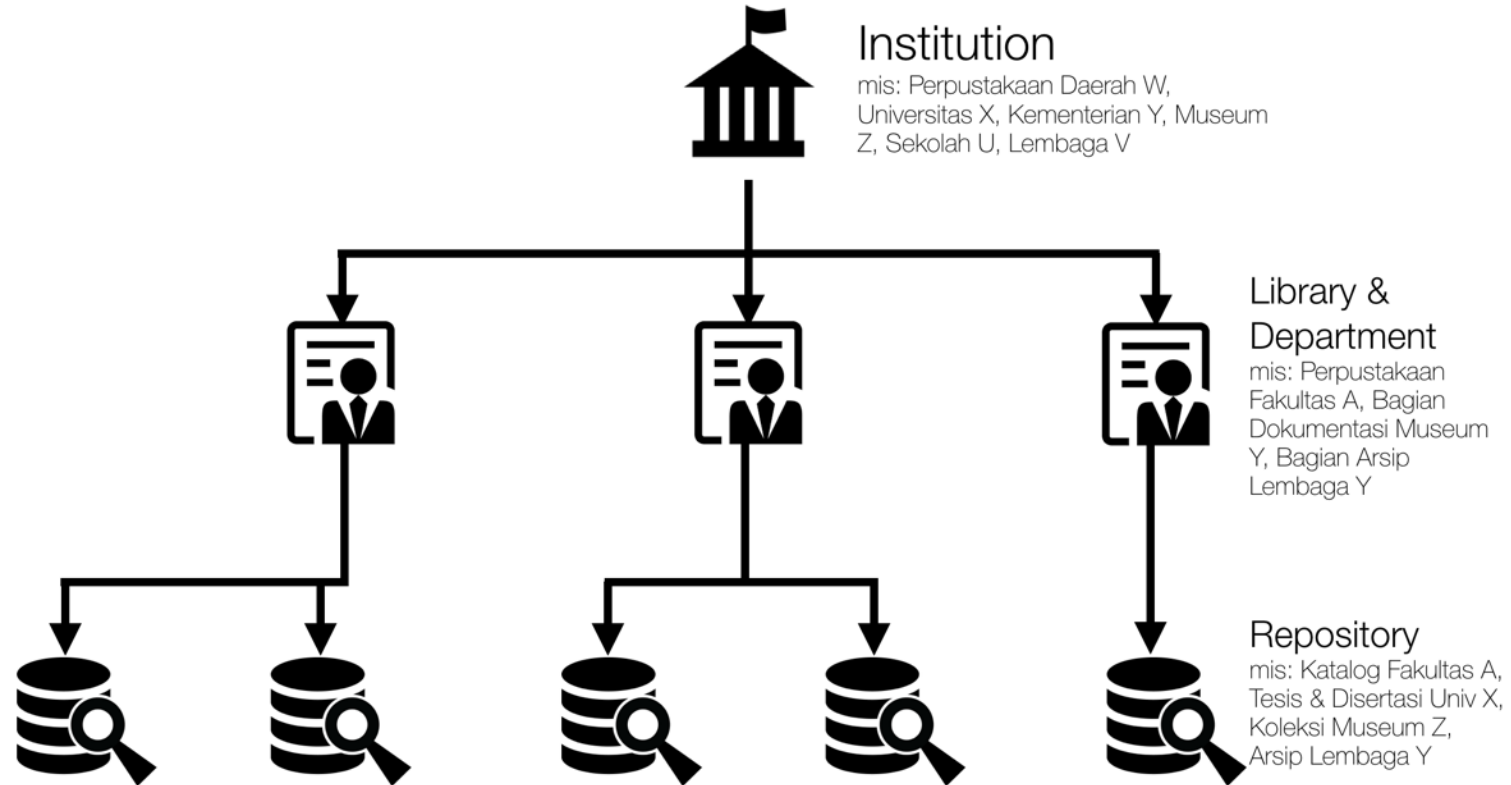 Institution
mis: Perpustakaan Daerah W,
Universitas X, Kementerian Y, Museum
Z, Sekolah U, Lembaga V
Library &
Department
mis: Perpustakaan
Fakultas A, Bagian
Dokumentasi Museum
Y, Bagian Arsip
Lembaga Y
Repository
mis: Katalog Fakultas A,
Tesis & Disertasi Univ X,
Koleksi Museum Z,
Arsip Lembaga Y